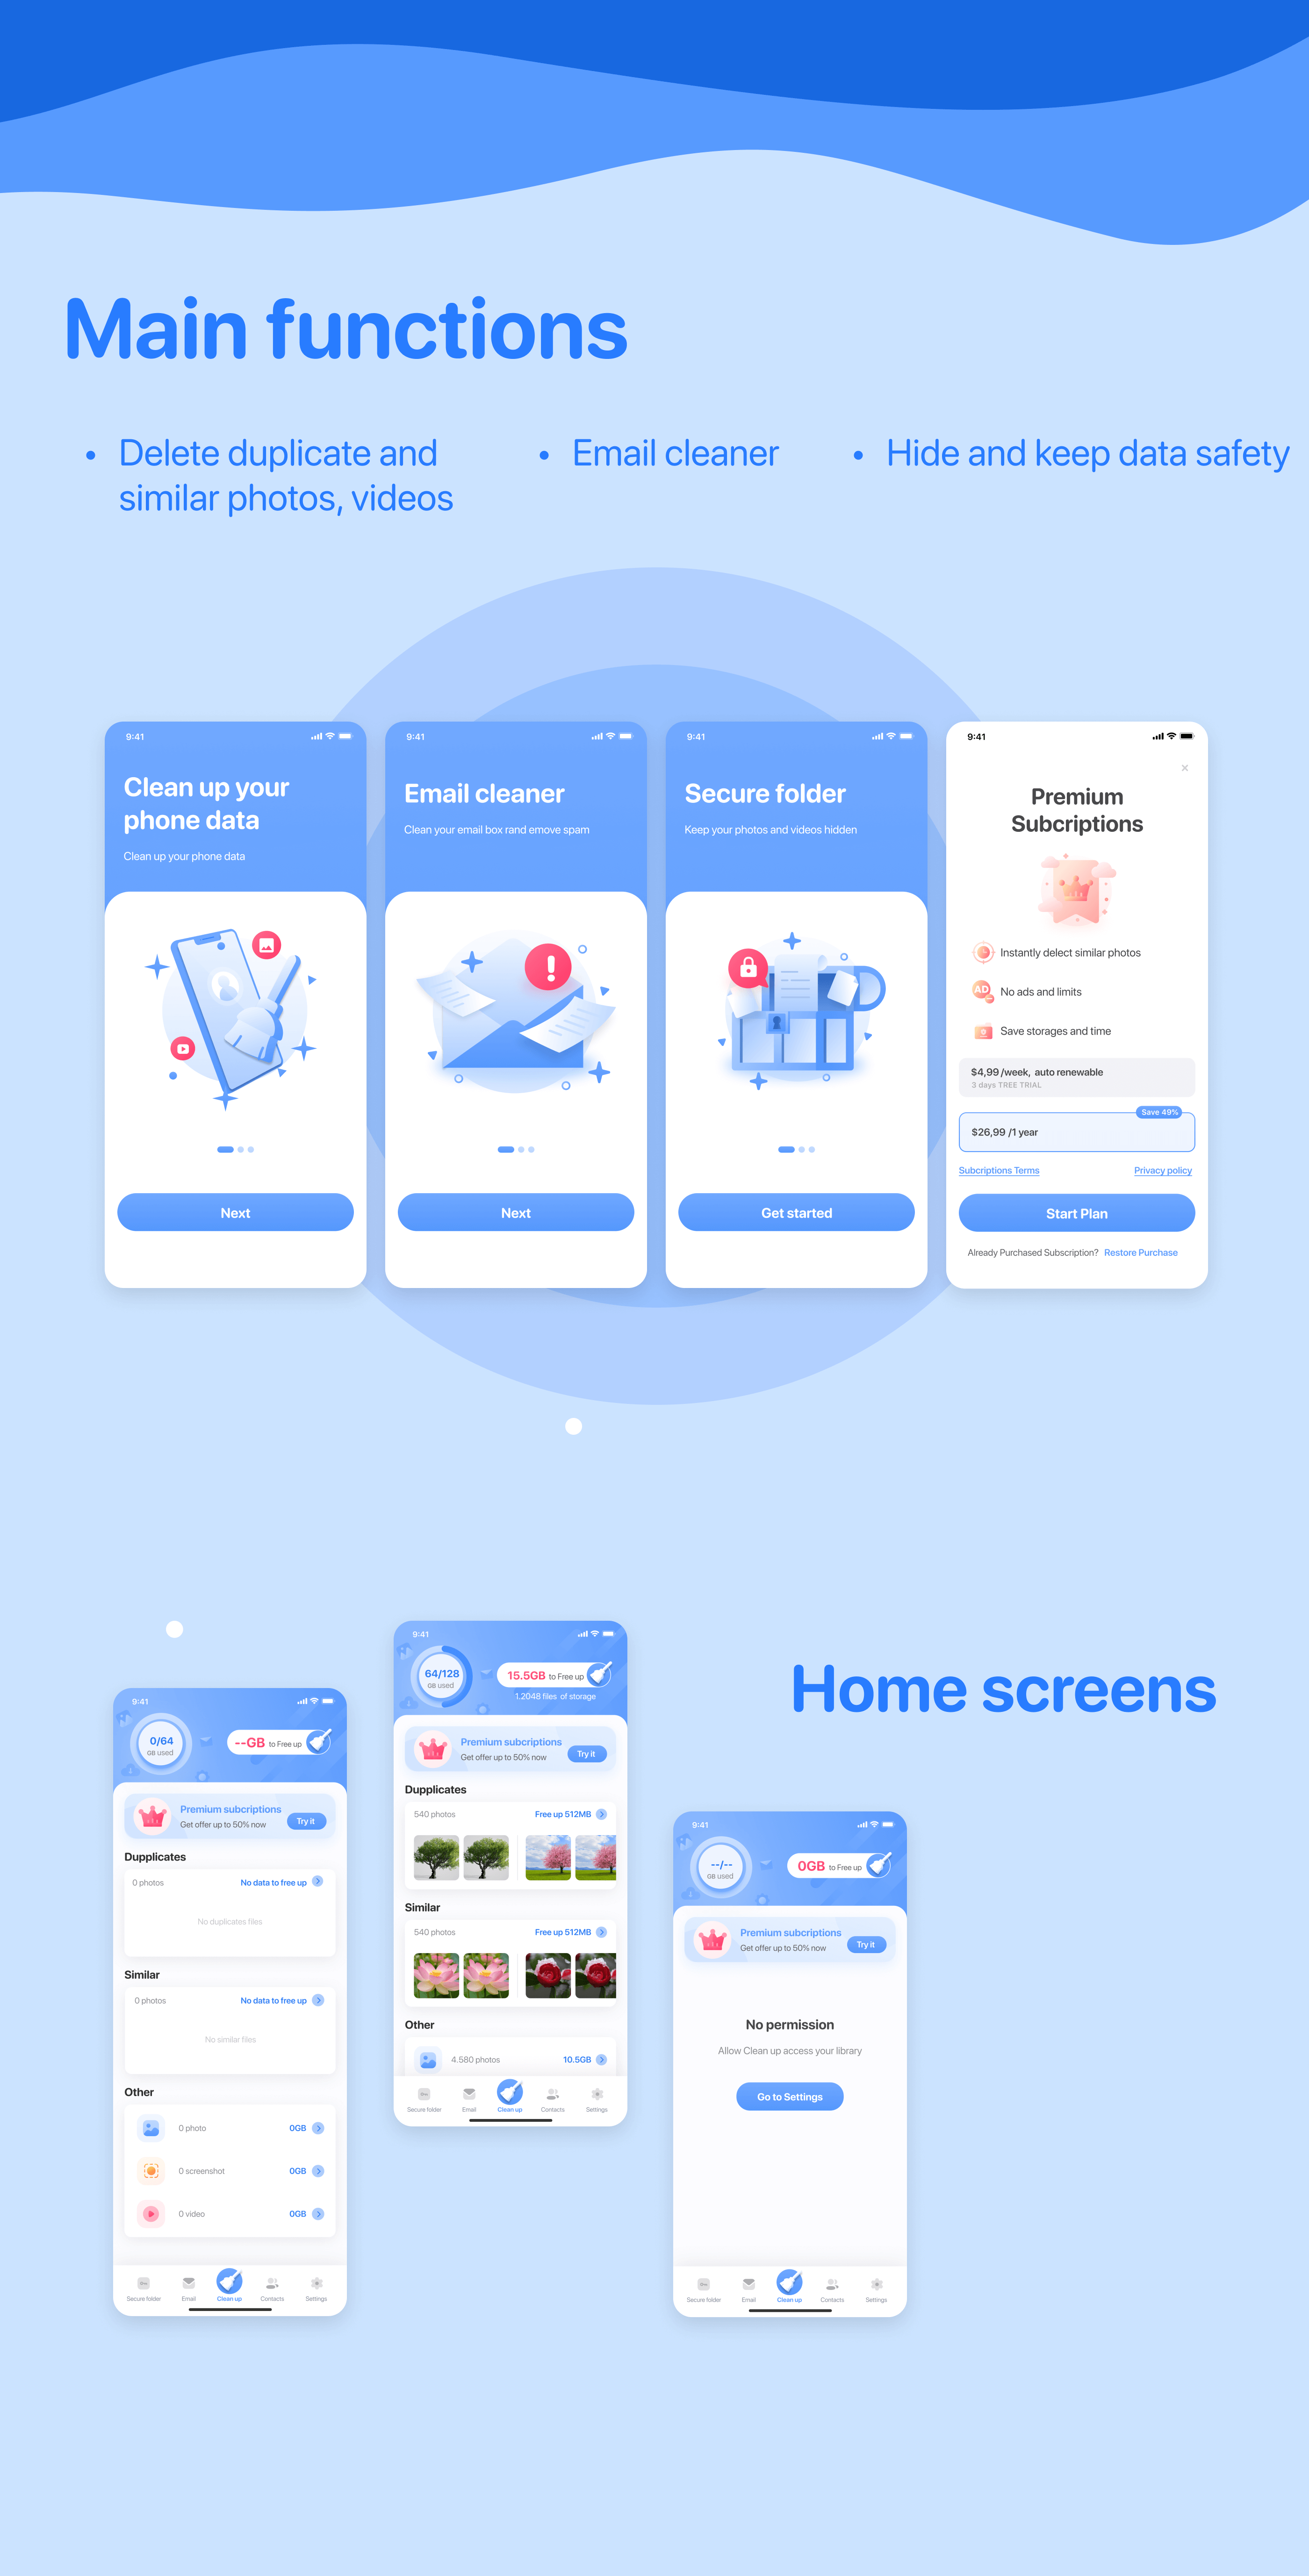 Main functions
• Delete duplicate and
similar photos, videos
• Email cleaner
• Hide and keep data safety
9:41
Clean up your
phone data
Clean up your phone data
Next
9:41
Email cleaner
Clean your email box rand emove spam
Next
9:41
Secure folder
Keep your photos and videos hidden
Get started
9:41
Premium
Subcriptions
Instantly delect similar photos
AD
No ads and limits
Save storages and time
$4,99 /week, auto renewable
3 days TREE TRIAL
Save 49%
$26,99 /1 year
Subcriptions Terms
Privacy policy
Start Plan
Already Purchased Subscription? Restore Purchase
Home screens
9:41
0/64
GB used
--GB to Free up
Premium subcriptions
Get offer up to 50% now
Try it
Dupplicates
0 photos
No data to free up
No duplicates files
Similar
0 photos
No data to free up
No similar files
Other
0 photo
0GB
0 screenshot
0GB
0 video
0GB
Secure folder
Email
Clean up
Contacts
Settings
9:41
64/128
GB used
15.5GB to Free up
1.2048 files of storage
Premium subcriptions
Get offer up to 50% now
Try it
Dupplicates
540 photos
Free up 512MB
Similar
540 photos
Free up 512MB
Other
4.580 photos
10.5GB
Secure folder
Email
Clean up
Contacts
Settings
9:41
--/--
GB used
0GB to Free up
Premium subcriptions
Get offer up to 50% now
Try it
No permission
Allow Clean up access your library
Go to Settings
Secure folder
Email
Clean up
Contacts
Settings